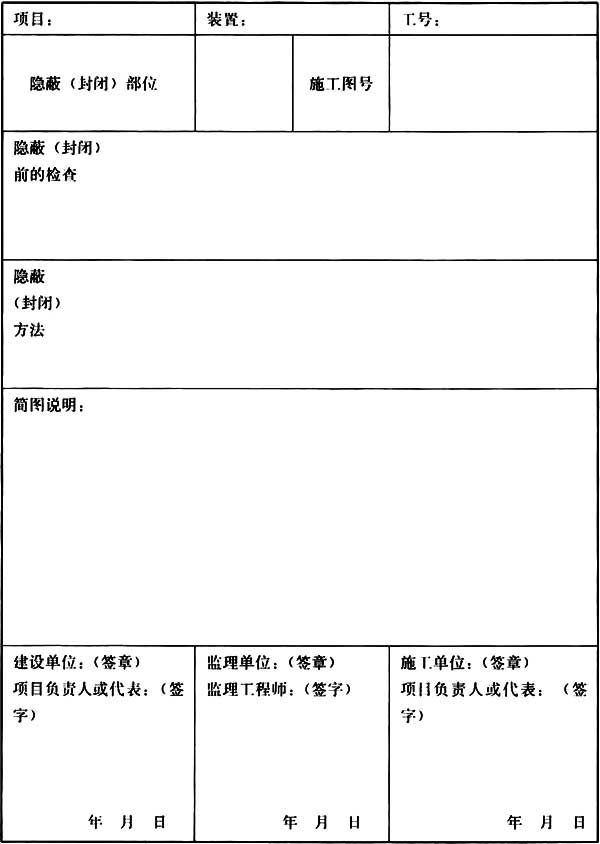 项目： 装置： 工号：
隐蔽（封闭）部位 施工图号
隐蔽（封闭）
前的检查
隐蔽
（封闭）
方法
简图说明：
建设单位：（签章） 监理单位：（签章） 施工单位：（签章）
项目负责人或代表：（签 监理工程师：（签字） 项目负责人或代表：（签
字） 字）
年 月 日 年 月 日 年 月 日